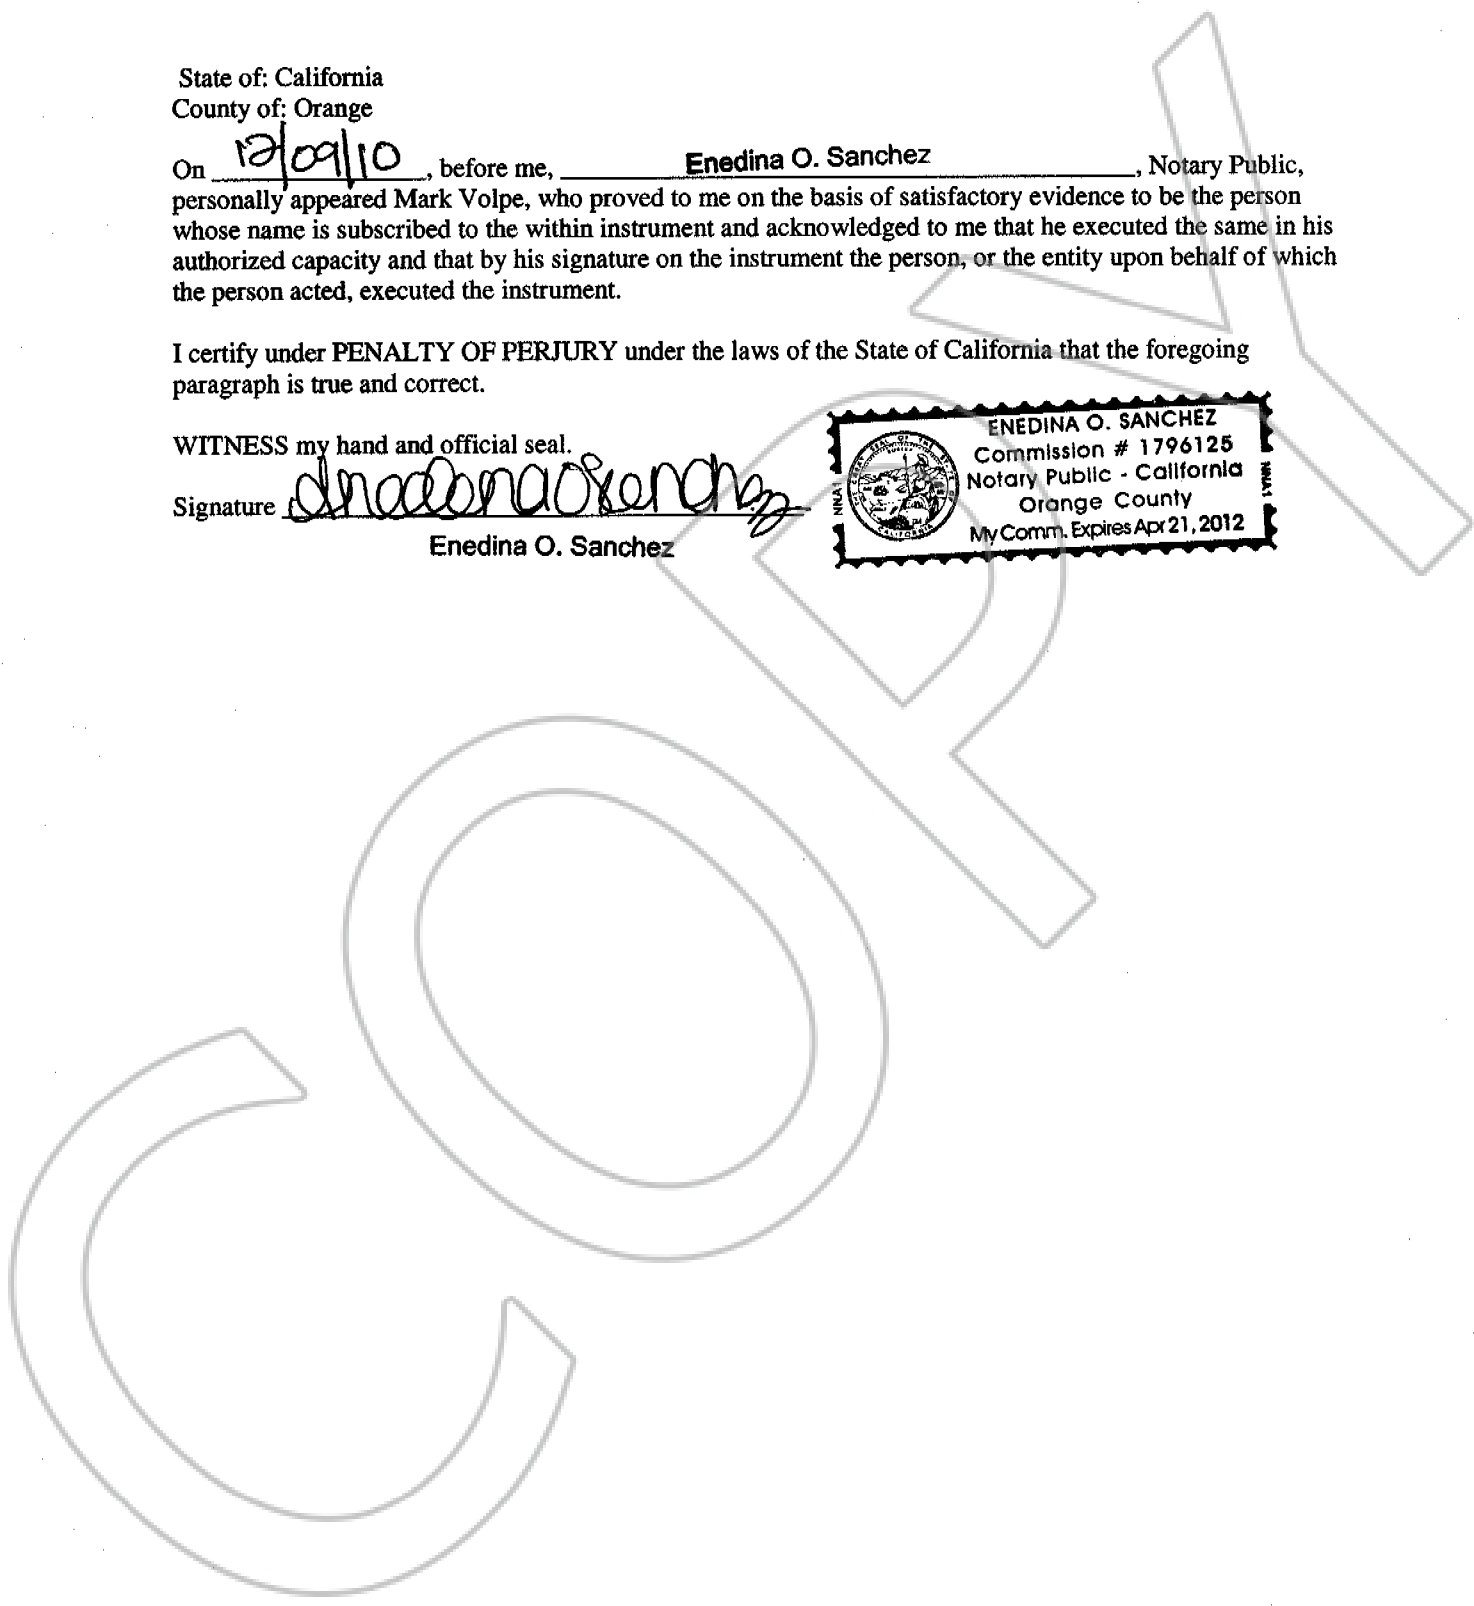 State of: California
County of: Orange
On 12/09/10, before me, Enedina O. Sanchez, Notary Public,
personally appeared Mark Volpe, who proved to me on the basis of satisfactory evidence to be the person
whose name is subscribed to the within instrument and acknowledged to me that he executed the same in his
authorized capacity and that by his signature on the instrument the person, or the entity upon behalf of which
the person acted, executed the instrument.
I certify under PENALTY OF PERJURY under the laws of the State of California that the foregoing
paragraph is true and correct.
WITNESS my hand and official seal.
Signature Enedina O Sanchez
Enedina O. Sanchez
ENEDINA O. SANCHEZ
Commission # 1796125
Notary Public - California
Orange County
My Comm. Expires Apr 21, 2012
NNA1
NNA1
COPY